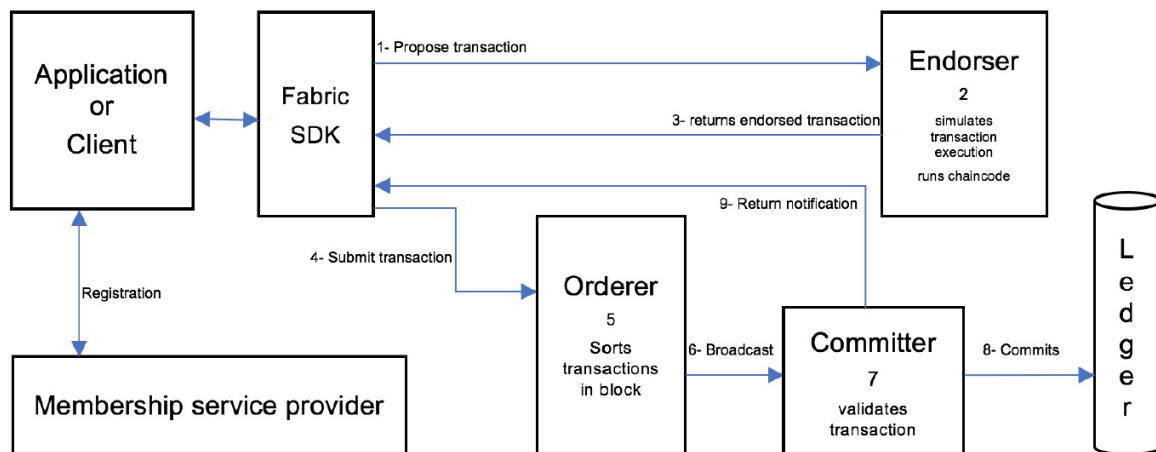 Application
or
Client
Fabric
SDK
1- Propose transaction
Endorser
2
simulates
transaction
execution
runs chaincode
3- returns endorsed transaction
9- Return notification
4- Submit transaction
Registration
Orderer
5
Sorts
transactions
in block
6- Broadcast
Committer
7
validates
transaction
8- Commits
L
e
d
g
e
r
Membership service provider